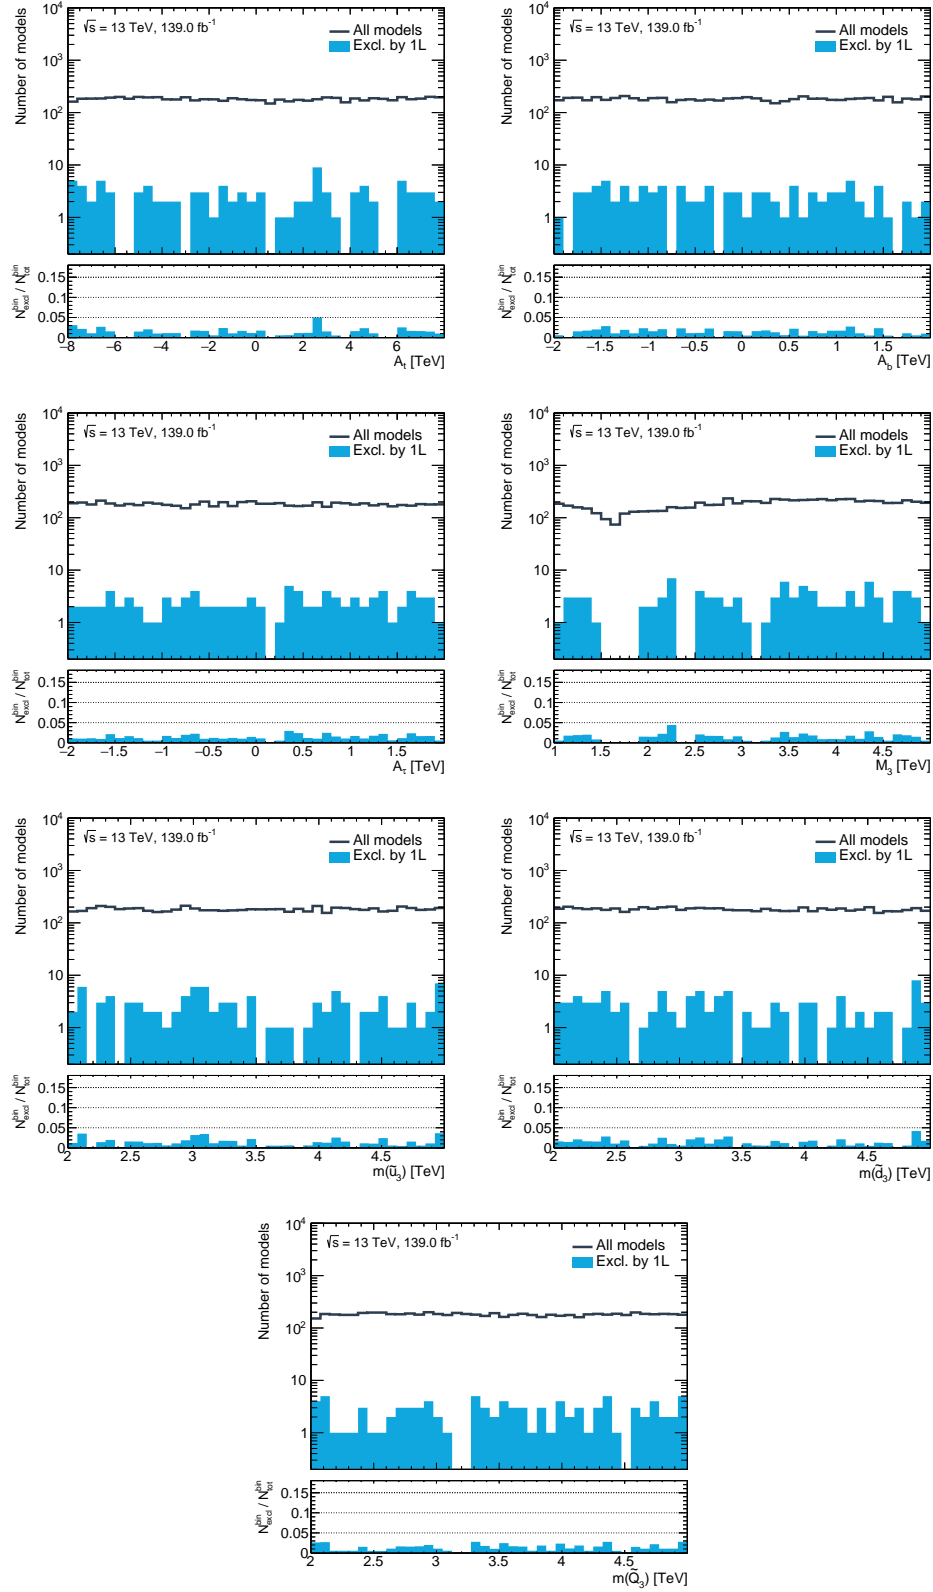 Number of models
10⁴
10³
10²
10
1
√s = 13 TeV, 139.0 fb⁻¹
All models
Excl. by 1L
N_excl^bin / N_tot^bin
0.15
0.1
0.05
0
−8 −6 −4 −2 0 2 4 6
A_t [TeV]
Number of models
10⁴
10³
10²
10
1
√s = 13 TeV, 139.0 fb⁻¹
All models
Excl. by 1L
N_excl^bin / N_tot^bin
0.15
0.1
0.05
0
−2 −1.5 −1 −0.5 0 0.5 1 1.5
A_b [TeV]
Number of models
10⁴
10³
10²
10
1
√s = 13 TeV, 139.0 fb⁻¹
All models
Excl. by 1L
N_excl^bin / N_tot^bin
0.15
0.1
0.05
0
−2 −1.5 −1 −0.5 0 0.5 1 1.5
A_τ [TeV]
Number of models
10⁴
10³
10²
10
1
√s = 13 TeV, 139.0 fb⁻¹
All models
Excl. by 1L
N_excl^bin / N_tot^bin
0.15
0.1
0.05
0
1 1.5 2 2.5 3 3.5 4 4.5
M_3 [TeV]
Number of models
10⁴
10³
10²
10
1
√s = 13 TeV, 139.0 fb⁻¹
All models
Excl. by 1L
N_excl^bin / N_tot^bin
0.15
0.1
0.05
0
2 2.5 3 3.5 4 4.5
m(ũ_3) [TeV]
Number of models
10⁴
10³
10²
10
1
√s = 13 TeV, 139.0 fb⁻¹
All models
Excl. by 1L
N_excl^bin / N_tot^bin
0.15
0.1
0.05
0
2 2.5 3 3.5 4 4.5
m(d̃_3) [TeV]
Number of models
10⁴
10³
10²
10
1
√s = 13 TeV, 139.0 fb⁻¹
All models
Excl. by 1L
N_excl^bin / N_tot^bin
0.15
0.1
0.05
0
2 2.5 3 3.5 4 4.5
m(Q̃_3) [TeV]